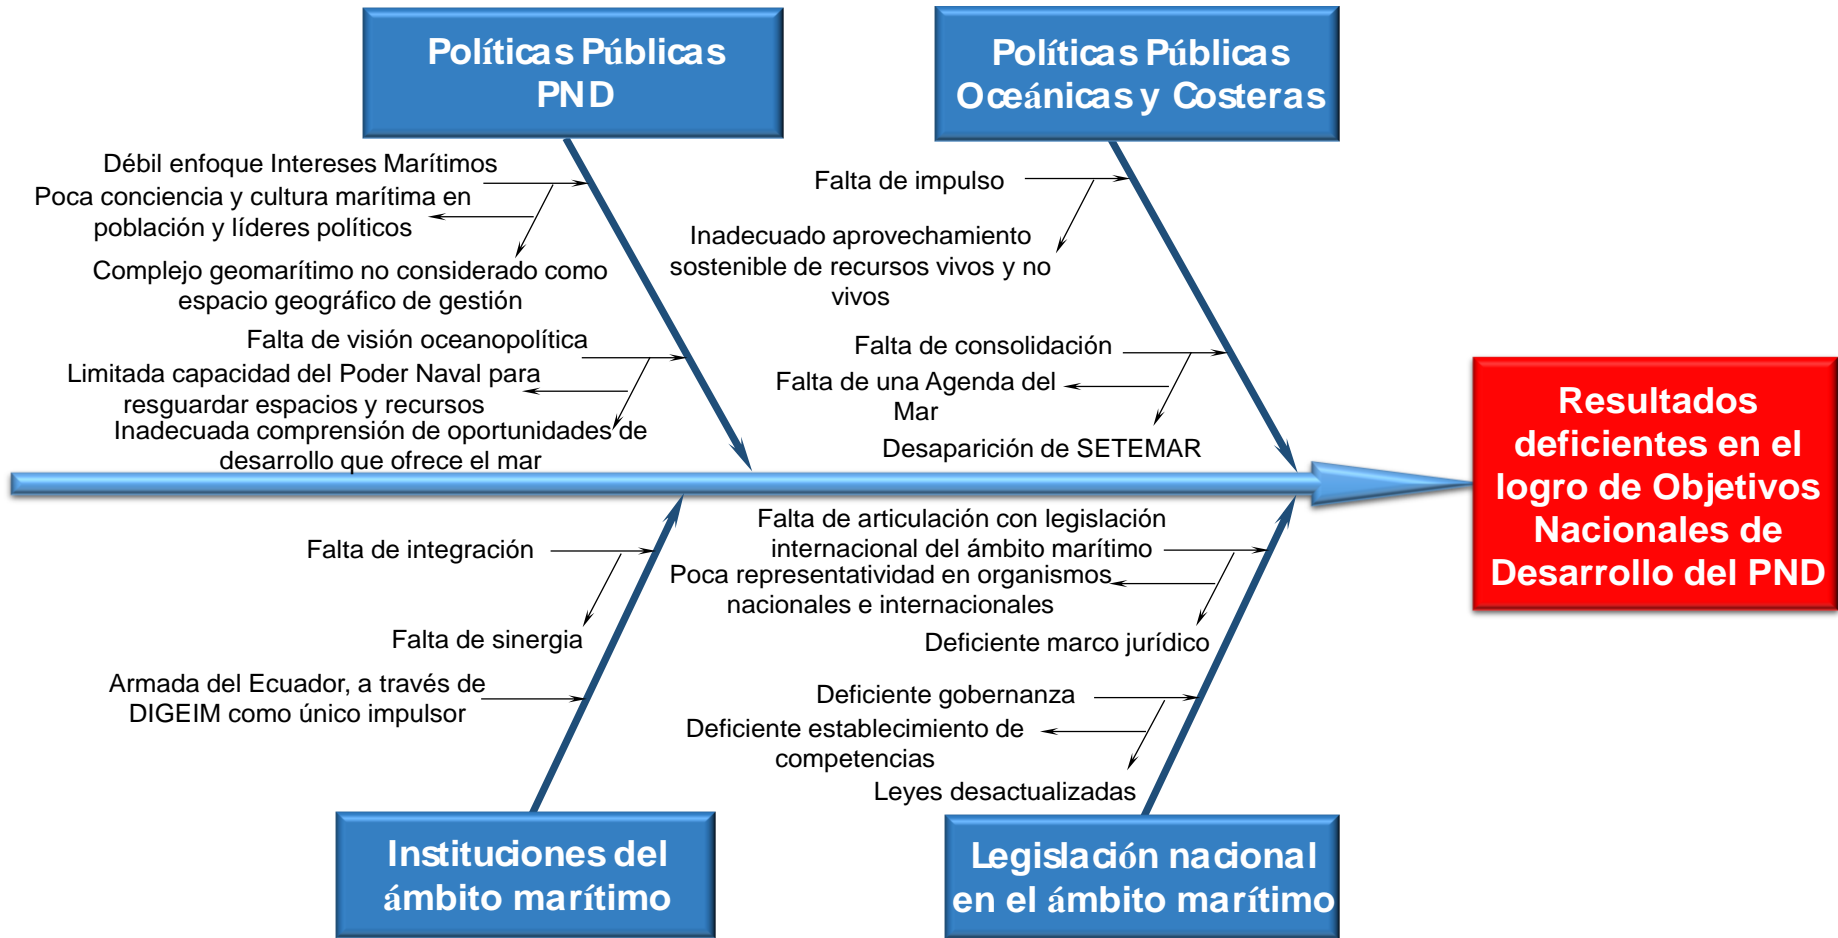 Políticas Públicas
PND
Políticas Públicas
Oceánicas y Costeras
Débil enfoque Intereses Marítimos
Poca conciencia y cultura marítima en
población y líderes políticos
Complejo geomarítimo no considerado como
espacio geográfico de gestión
Falta de visión oceanopolítica
Limitada capacidad del Poder Naval para
resguardar espacios y recursos
Inadecuada comprensión de oportunidades de
desarrollo que ofrece el mar
Falta de impulso
Inadecuado aprovechamiento
sostenible de recursos vivos y no
vivos
Falta de consolidación
Falta de una Agenda del
Mar
Desaparición de SETEMAR
Resultados
deficientes en el
logro de Objetivos
Nacionales de
Desarrollo del PND
Falta de integración
Falta de sinergia
Armada del Ecuador, a través de
DIGEIM como único impulsor
Falta de articulación con legislación
internacional del ámbito marítimo
Poca representatividad en organismos
nacionales e internacionales
Deficiente marco jurídico
Deficiente gobernanza
Deficiente establecimiento de
competencias
Leyes desactualizadas
Instituciones del
ámbito marítimo
Legislación nacional
en el ámbito marítimo